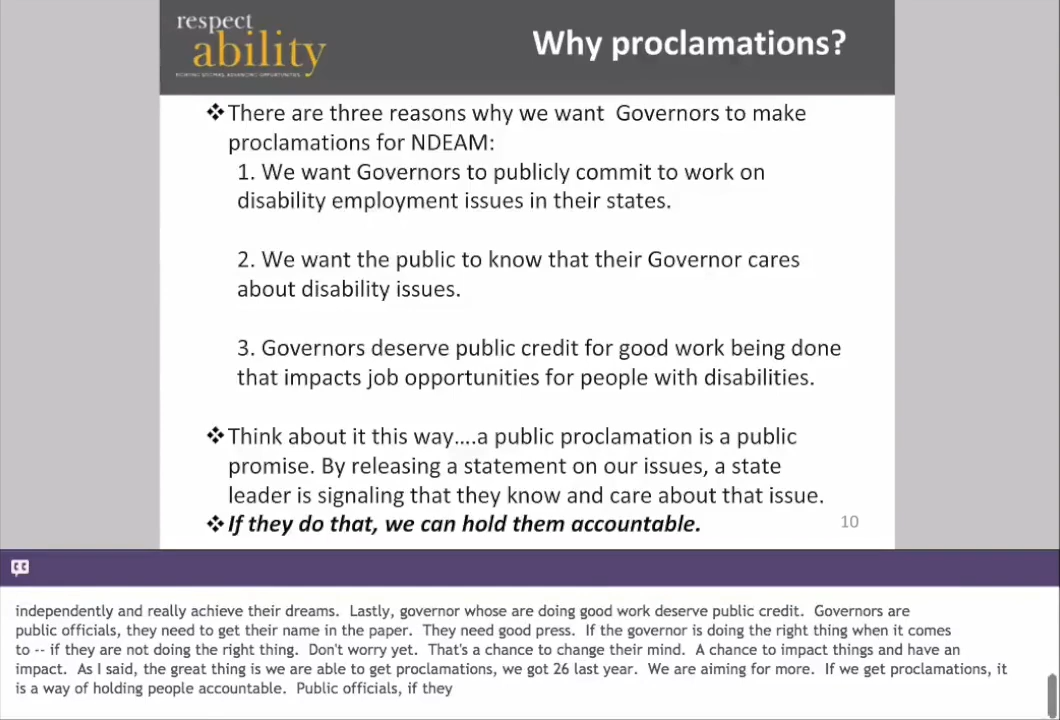 respect
ability
Why proclamations?
❖There are three reasons why we want  Governors to make
proclamations for NDEAM:
1. We want Governors to publicly commit to work on
disability employment issues in their states.
2. We want the public to know that their Governor cares
about disability issues.
3. Governors deserve public credit for good work being done
that impacts job opportunities for people with disabilities.
❖Think about it this way....a public proclamation is a public
promise. By releasing a statement on our issues, a state
leader is signaling that they know and care about that issue.
❖If they do that, we can hold them accountable.
10
independently and really achieve their dreams.  Lastly, governor whose are doing good work deserve public credit.  Governors are
public officials, they need to get their name in the paper.  They need good press.  If the governor is doing the right thing when it comes
to -- if they are not doing the right thing.  Don't worry yet.  That's a chance to change their mind.  A chance to impact things and have an
impact.  As I said, the great thing is we are able to get proclamations, we got 26 last year.  We are aiming for more.  If we get proclamations, it
is a way of holding people accountable.  Public officials, if they